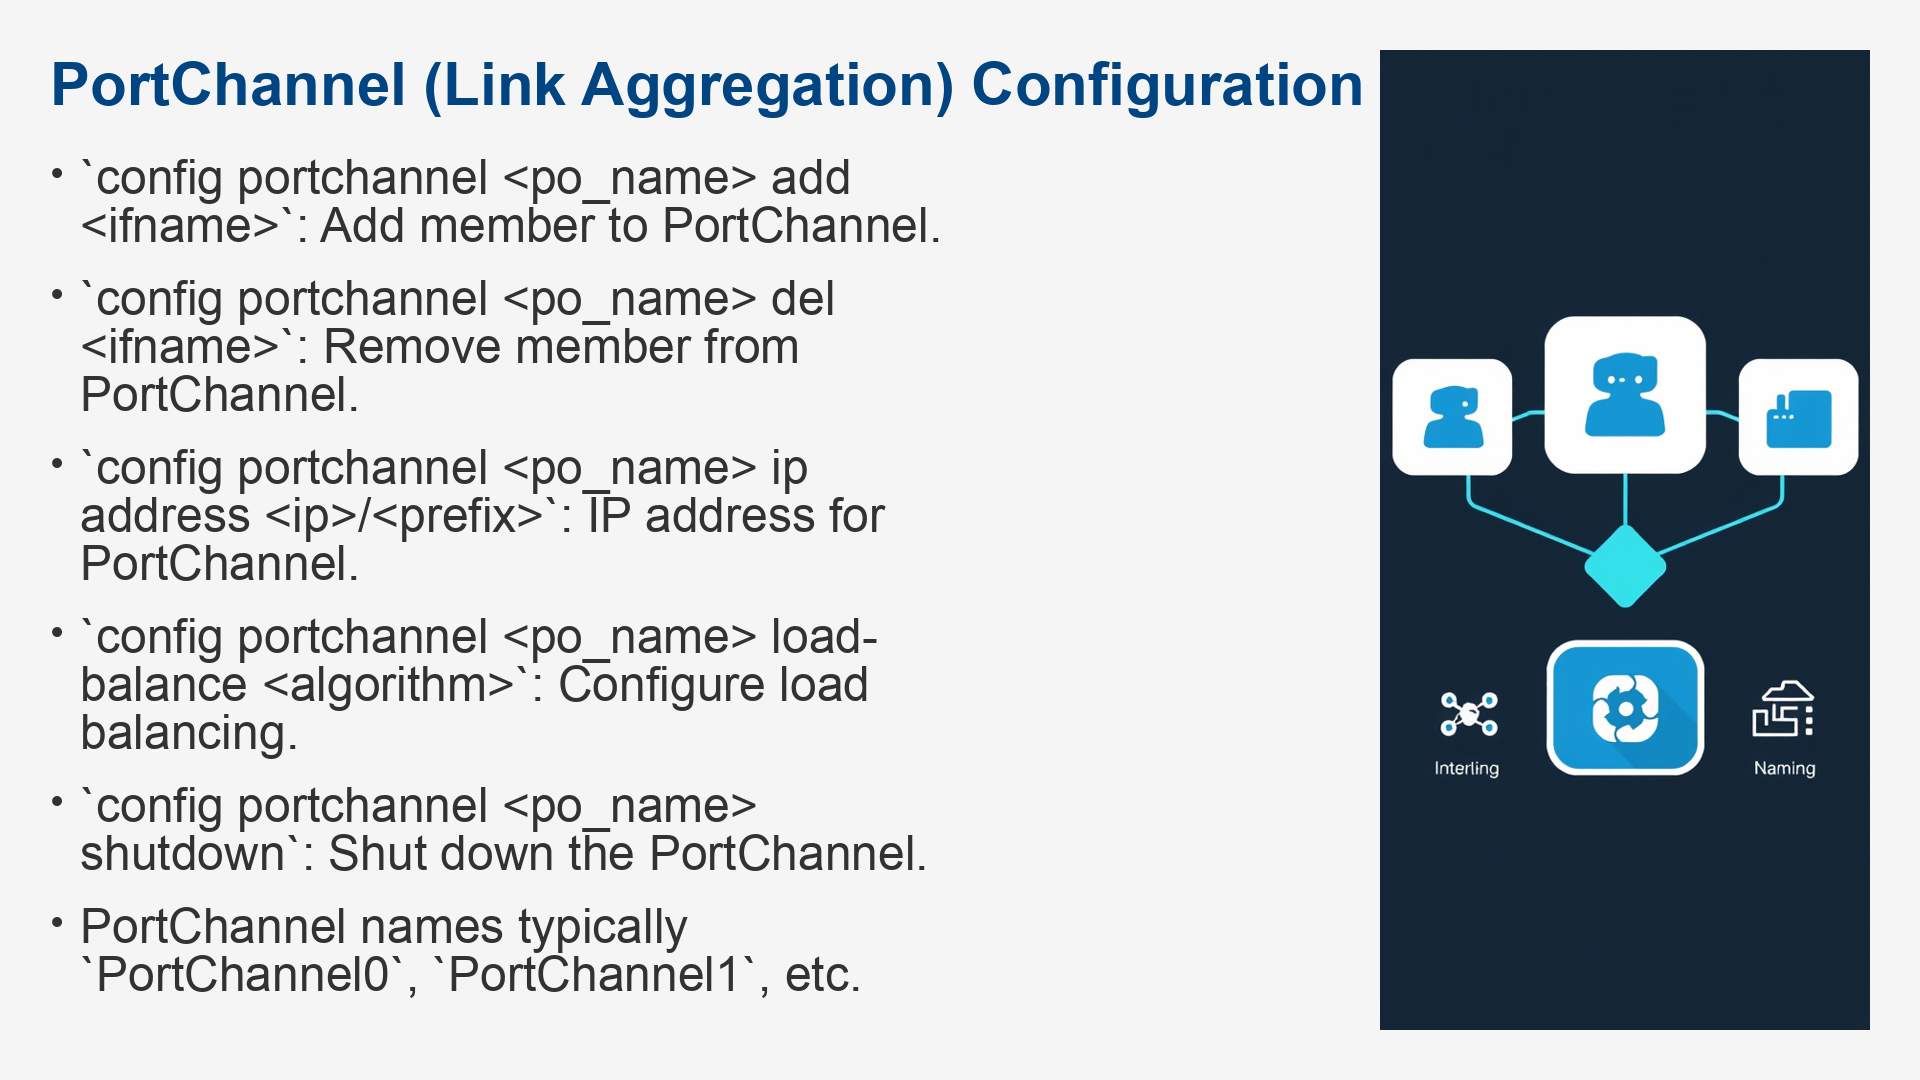 PortChannel (Link Aggregation) Configuration
• `config portchannel <po_name> add
<ifname>`: Add member to PortChannel.
• `config portchannel <po_name> del
<ifname>`: Remove member from
PortChannel.
• `config portchannel <po_name> ip
address <ip>/<prefix>`: IP address for
PortChannel.
• `config portchannel <po_name> load-
balance <algorithm>`: Configure load
balancing.
• `config portchannel <po_name>
shutdown`: Shut down the PortChannel.
• PortChannel names typically
`PortChannel0`, `PortChannel1`, etc.
Interling
Naming